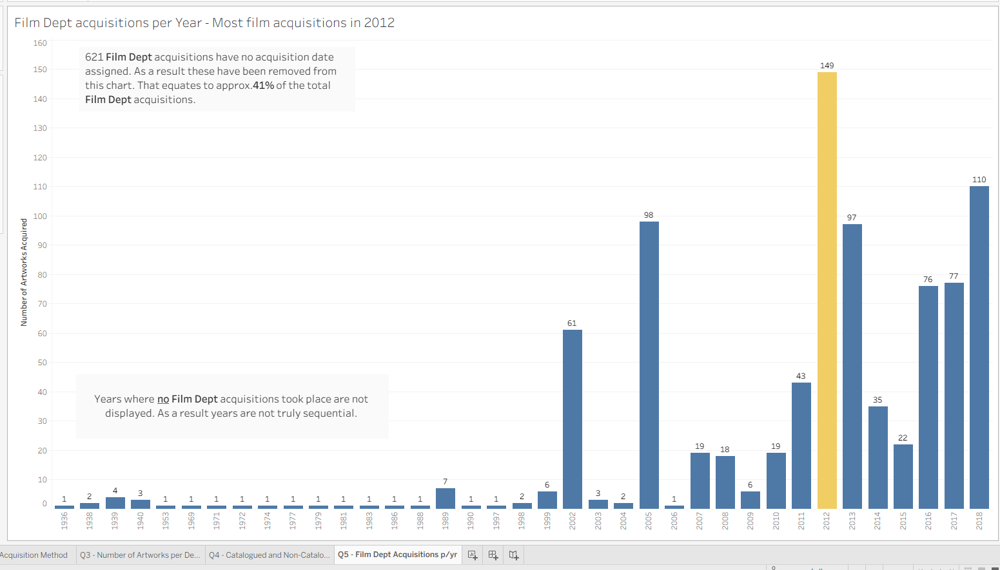 Film Dept acquisitions per Year - Most film acquisitions in 2012
621 Film Dept acquisitions have no acquisition date
assigned. As a result these have been removed from
this chart. That equates to approx.41% of the total
Film Dept acquisitions.
Years where no Film Dept acquisitions took place are not
displayed. As a result years are not truly sequential.
Number of Artworks Acquired
160
150
140
130
120
110
100
90
80
70
60
50
40
30
20
10
0
1 2 4 3 1 1 1 1 1 1 1 1 1 1 1 7 1 1 2 6 61 3 2 98 1 19 18 6 19 43 149 97 35 22 76 77 110
1936 1938 1939 1940 1953 1969 1971 1972 1974 1977 1979 1981 1983 1986 1988 1989 1990 1997 1998 1999 2002 2003 2004 2005 2006 2007 2008 2009 2010 2011 2012 2013 2014 2015 2016 2017 2018
Acquisition Method Q3 - Number of Artworks per De... Q4 - Catalogued and Non-Catalo... Q5 - Film Dept Acquisitions p/yr